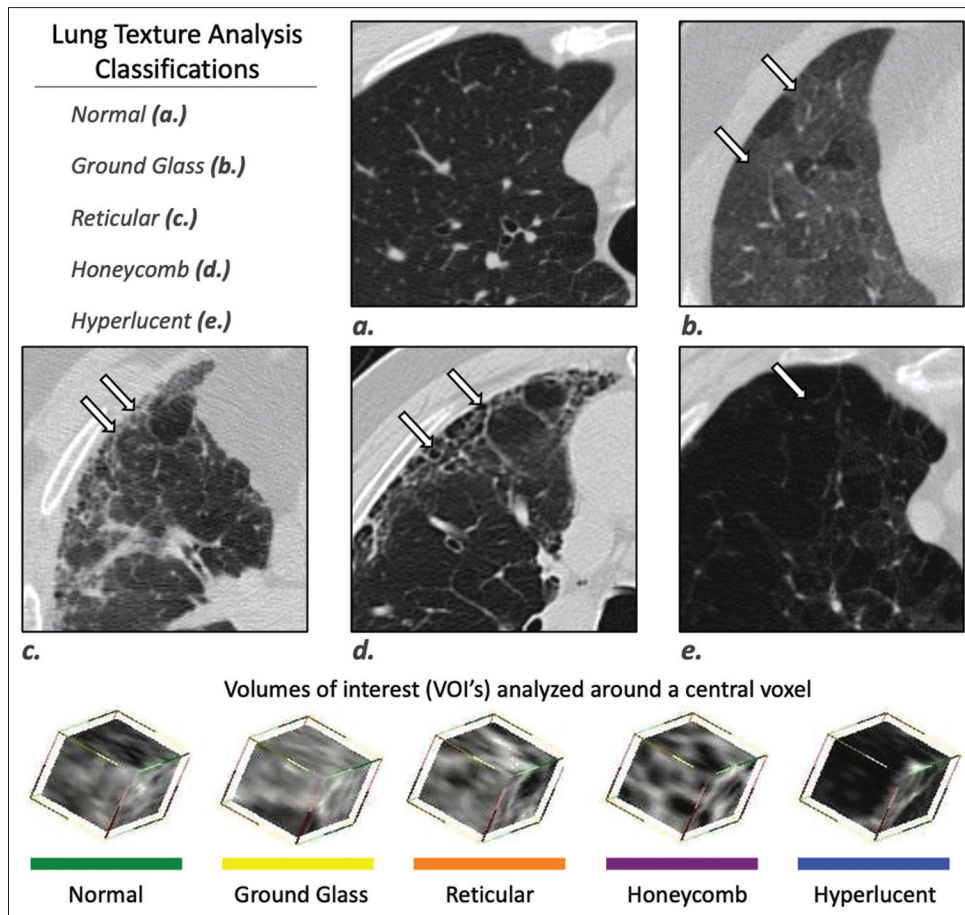 Lung Texture Analysis
Classifications
Normal (a.)
Ground Glass (b.)
Reticular (c.)
Honeycomb (d.)
Hyperlucent (e.)
a.
b.
c.
d.
e.
Volumes of interest (VOI's) analyzed around a central voxel
Normal
Ground Glass
Reticular
Honeycomb
Hyperlucent